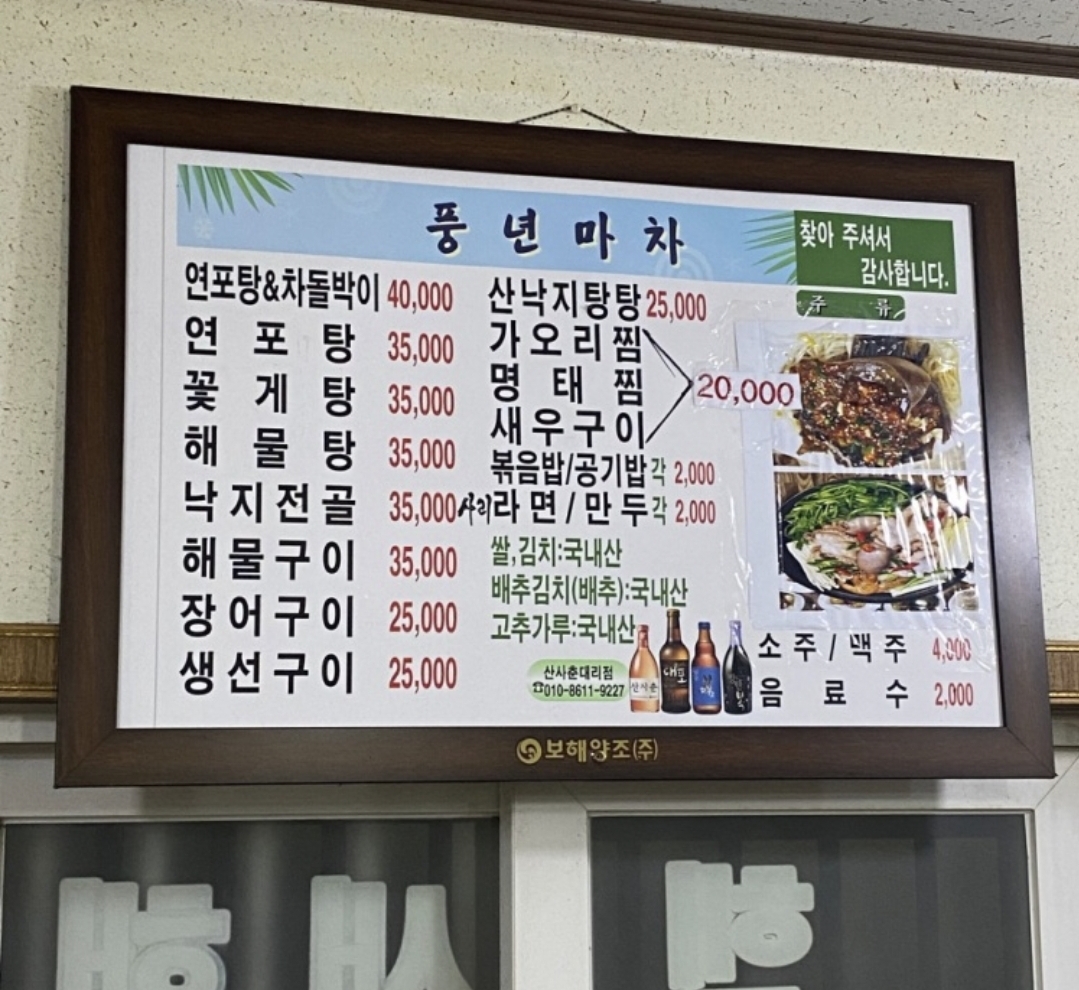 풍년마차
찾아 주셔서
감사합니다.
연포탕&차돌박이 40,000
연포탕 35,000
꽃게탕 35,000
해물탕 35,000
낙지전골 35,000
해물구이 35,000
장어구이 25,000
생선구이 25,000
산낙지탕탕 25,000
가오리찜
명태찜 20,000
새우구이
볶음밥/공기밥 각 2,000
사리 라면/만두 각 2,000
쌀,김치:국내산
배추김치(배추):국내산
고추가루:국내산
산사춘대리점
☎010-8611-9227
산사춘
대포
주류
소주/맥주 4,000
음료수 2,000
보해양조(주)